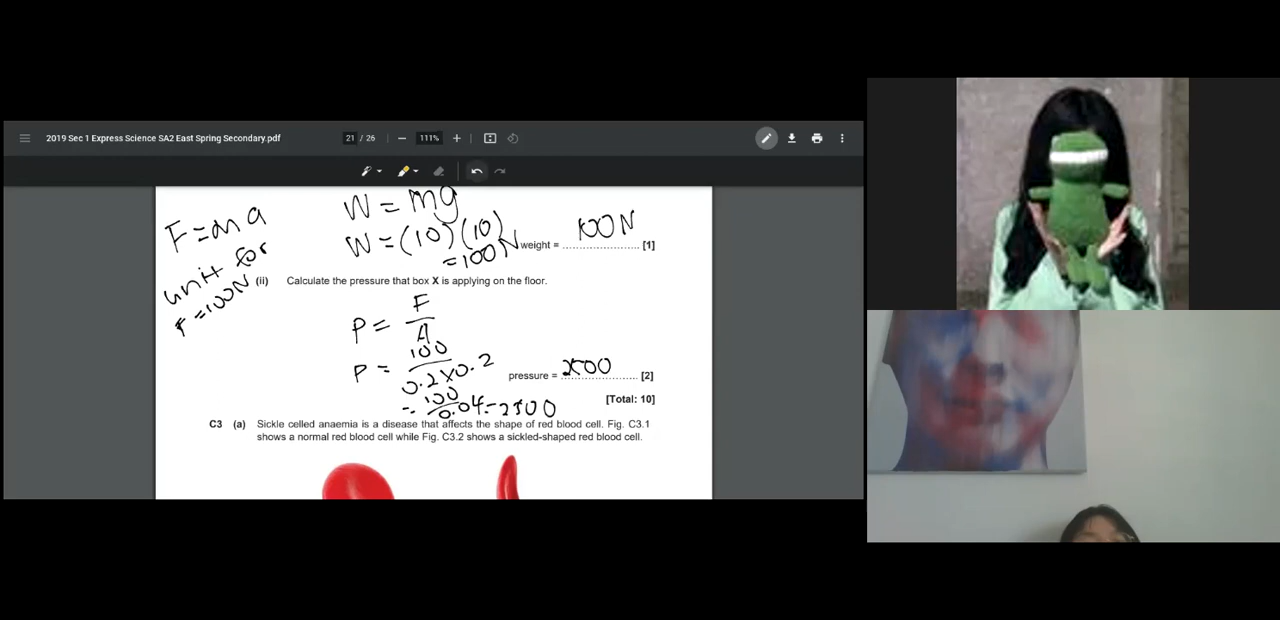 2019 Sec 1 Express Science SA2 East Spring Secondary.pdf
21 / 26
111%
W = mg
F = ma
W = (10)(10)
= 100N
unit for
F = 100N
weight = 100N [1]
(ii) Calculate the pressure that box X is applying on the floor.
P = F
A
P = 100
0.2 x 0.2
pressure = 2500 [2]
= 100
0.04 = 2500
[Total: 10]
C3 (a) Sickle celled anaemia is a disease that affects the shape of red blood cell. Fig. C3.1
shows a normal red blood cell while Fig. C3.2 shows a sickled-shaped red blood cell.